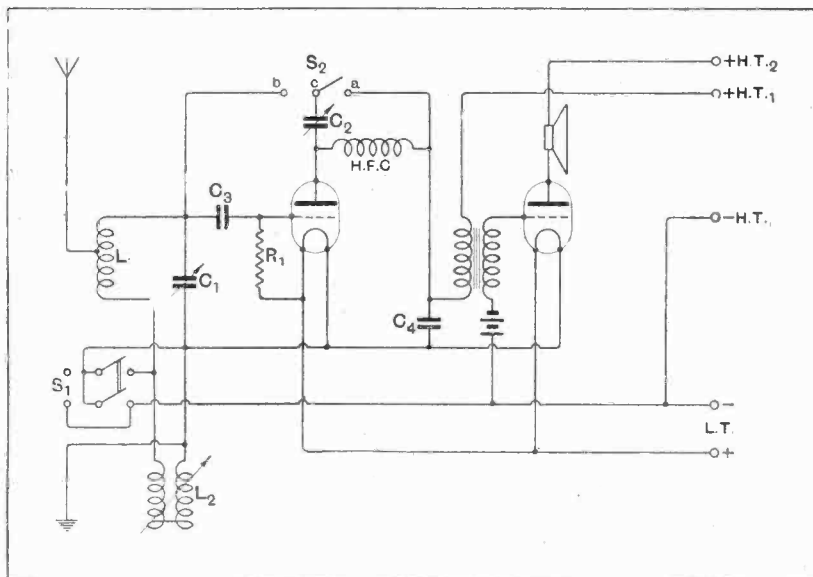 S2
b c a
+H.T.2
+H.T.1
C2
H.F.C
C3
-H.T.
L
R1
C1
C4
S1
-
L.T.
+
L2